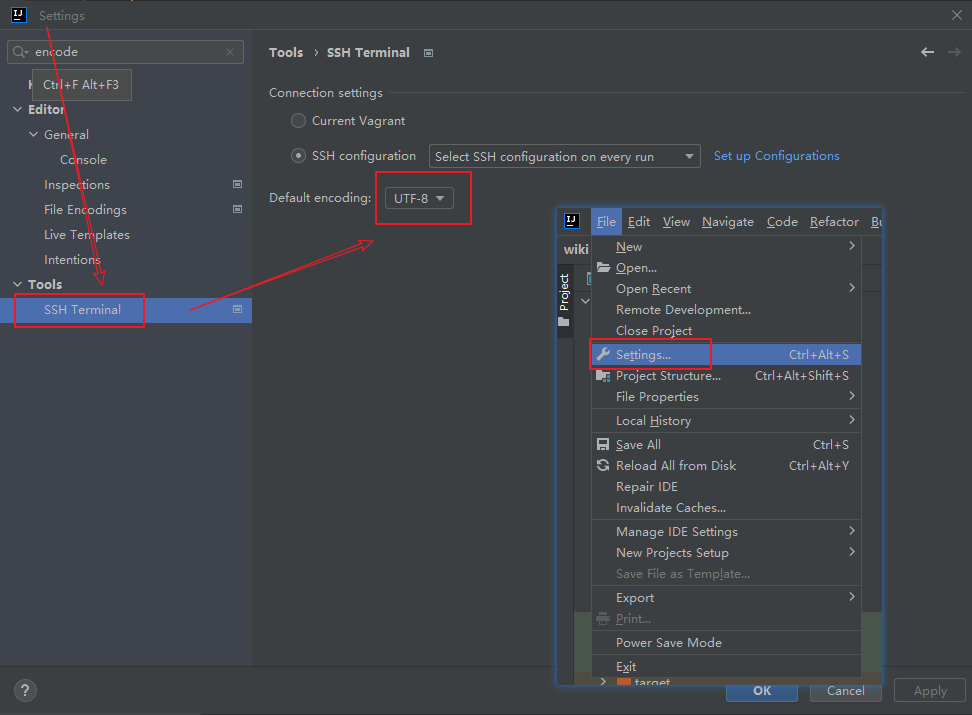 IJ Settings
encode
Ctrl+F Alt+F3
Editor
General
Console
Inspections
File Encodings
Live Templates
Intentions
Tools
SSH Terminal
Tools › SSH Terminal
Connection settings
Current Vagrant
SSH configuration Select SSH configuration on every run Set up Configurations
Default encoding: UTF-8
IJ File Edit View Navigate Code Refactor
wiki
Project
New
Open...
Open Recent
Remote Development...
Close Project
Settings... Ctrl+Alt+S
Project Structure... Ctrl+Alt+Shift+S
File Properties
Local History
Save All Ctrl+S
Reload All from Disk Ctrl+Alt+Y
Repair IDE
Invalidate Caches...
Manage IDE Settings
New Projects Setup
Save File as Template...
Export
Print...
Power Save Mode
Exit
target
? OK Cancel Apply